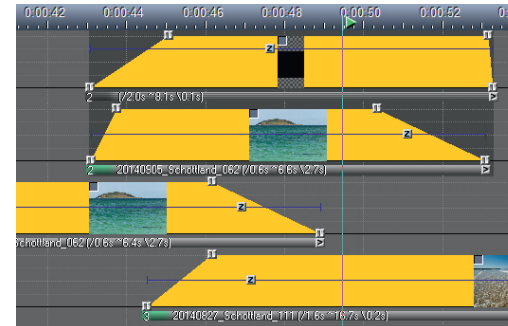 0:00:42 0:00:44 0:00:46 0:00:48 0:00:50 0:00:52 0:
z
2 (/2.0s ~8.1s \0.1s)
z
2 20140905_Schottland_062 (/0.6s ~6.6s \2.7s)
z
Schottland_062 (/0.6s ~6.4s \2.7s)
z
3 20140827_Schottland_111 (/1.6s ~16.7s \0.2s)